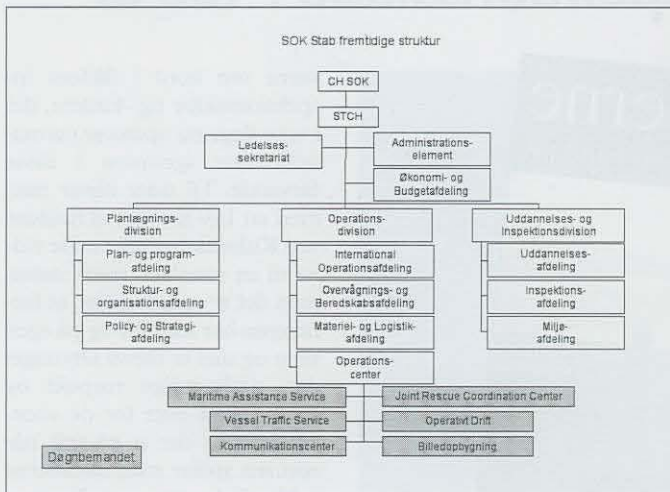 SOK Stab fremtidige struktur
CH SOK
STCH
Ledelses-
sekretariat
Administrations-
element
Økonomi- og
Budgetafdeling
Planlægnings-
division
Operations-
division
Uddannelses- og
Inspektionsdivision
Plan- og program-
afdeling
Struktur- og
organisationsafdeling
Policy- og Strategi-
afdeling
International
Operationsafdeling
Overvågnings- og
Beredskabsafdeling
Materiel- og Logistik-
afdeling
Operations-
center
Uddannelses-
afdeling
Inspektions-
afdeling
Miljø-
afdeling
Maritime Assistance Service
Joint Rescue Coordination Center
Vessel Traffic Service
Operativt Drift
Kommunikationscenter
Billedopbygning
Døgnbemandet